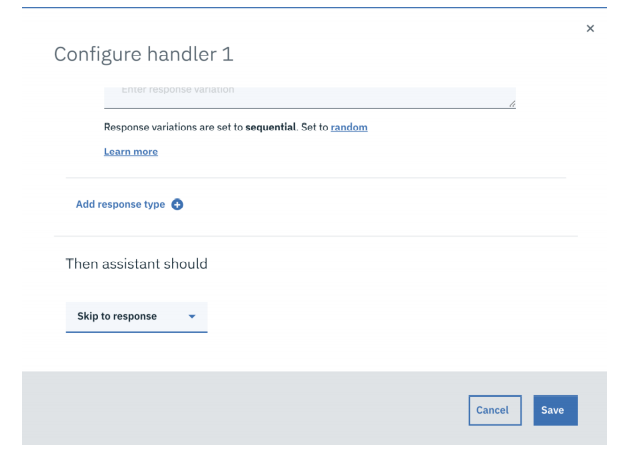 Configure handler 1
Enter response variation
Response variations are set to sequential. Set to random
Learn more
Add response type
Then assistant should
Skip to response
Cancel
Save